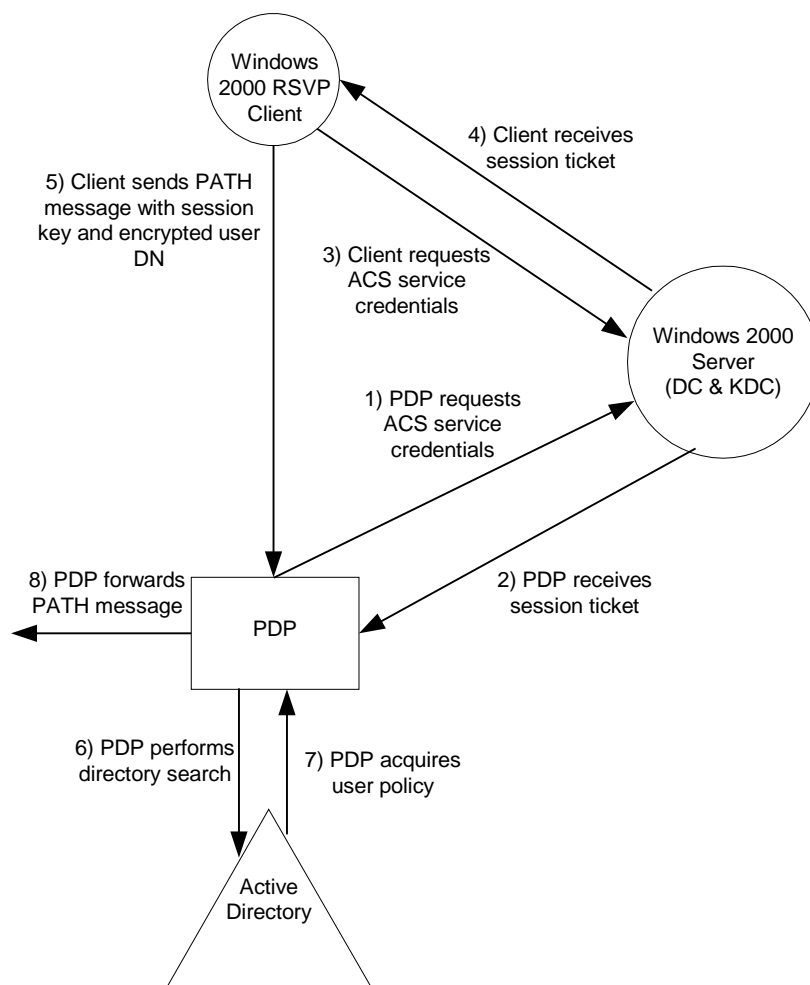 Windows
2000 RSVP
Client
4) Client receives
session ticket
5) Client sends PATH
message with session
key and encrypted user
DN
3) Client requests
ACS service
credentials
Windows 2000
Server
(DC & KDC)
1) PDP requests
ACS service
credentials
2) PDP receives
session ticket
8) PDP forwards
PATH message
PDP
6) PDP performs
directory search
7) PDP acquires
user policy
Active
Directory